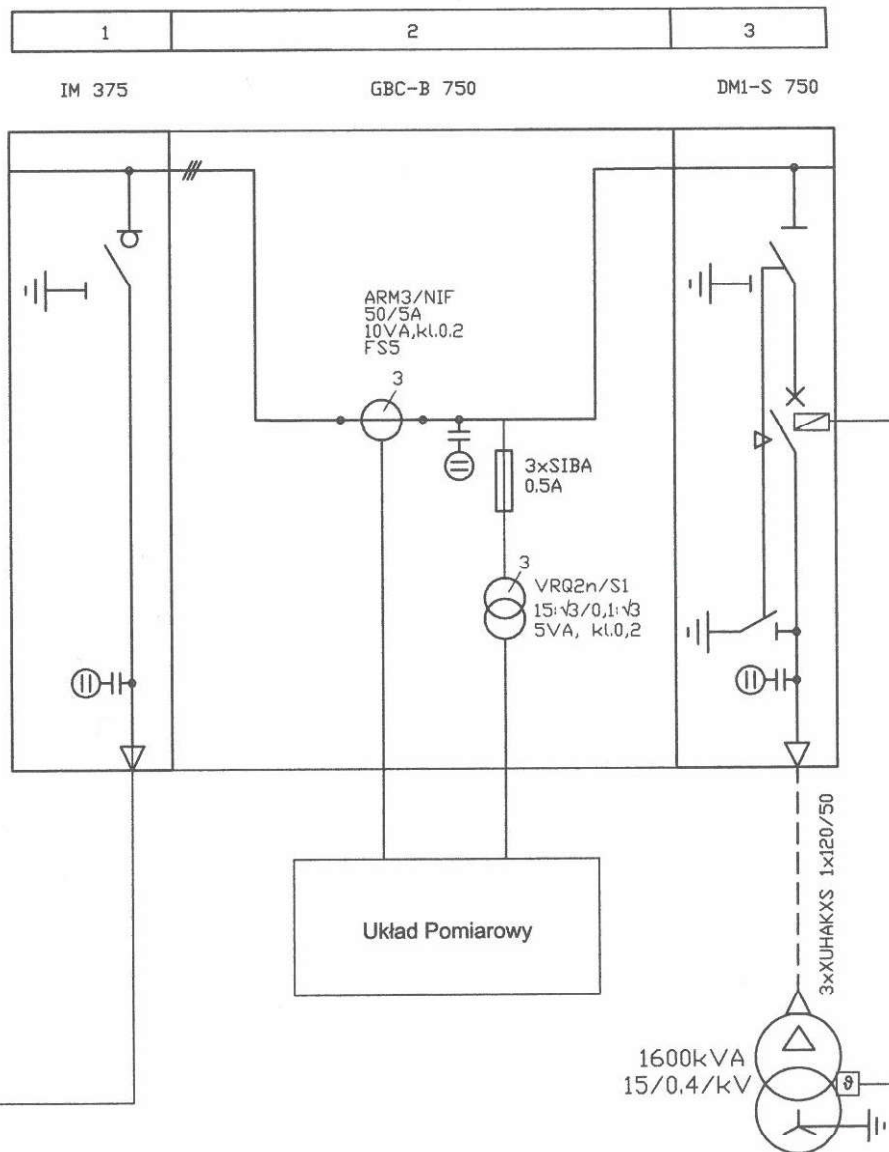 1
2
3
IM 375
GBC-B 750
DM1-S 750
ARM3/NIF
50/5A
10VA,kl.0.2
FS5
3
3xSIBA
0.5A
3
VRQ2n/S1
15:√3/0,1:√3
5VA, kl.0,2
Układ Pomiarowy
3xXUHAKXS 1x120/50
1600kVA
15/0.4/kV
ϑ